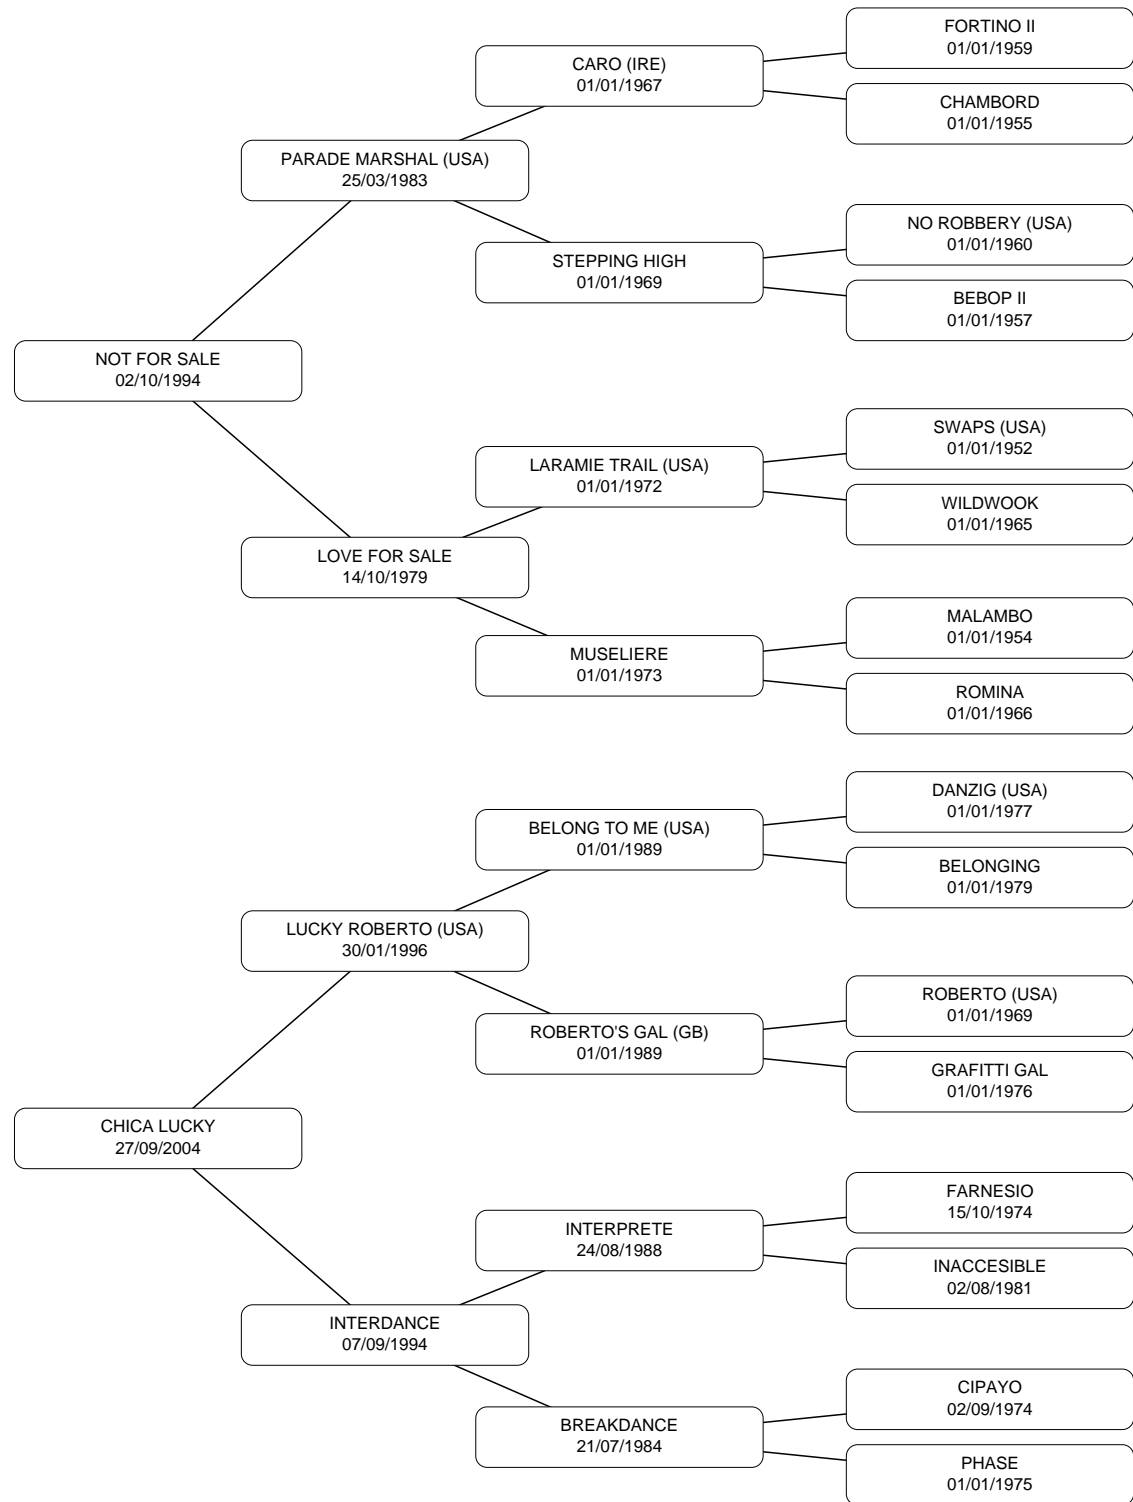 FORTINO II
01/01/1959
CARO (IRE)
01/01/1967
CHAMBORD
01/01/1955
PARADE MARSHAL (USA)
25/03/1983
NO ROBBERY (USA)
01/01/1960
STEPPING HIGH
01/01/1969
BEBOP II
01/01/1957
NOT FOR SALE
02/10/1994
SWAPS (USA)
01/01/1952
LARAMIE TRAIL (USA)
01/01/1972
WILDWOOK
01/01/1965
LOVE FOR SALE
14/10/1979
MALAMBO
01/01/1954
MUSELIERE
01/01/1973
ROMINA
01/01/1966
DANZIG (USA)
01/01/1977
BELONG TO ME (USA)
01/01/1989
BELONGING
01/01/1979
LUCKY ROBERTO (USA)
30/01/1996
ROBERTO (USA)
01/01/1969
ROBERTO'S GAL (GB)
01/01/1989
GRAFITTI GAL
01/01/1976
CHICA LUCKY
27/09/2004
FARNESIO
15/10/1974
INTERPRETE
24/08/1988
INACCESIBLE
02/08/1981
INTERDANCE
07/09/1994
CIPAYO
02/09/1974
BREAKDANCE
21/07/1984
PHASE
01/01/1975